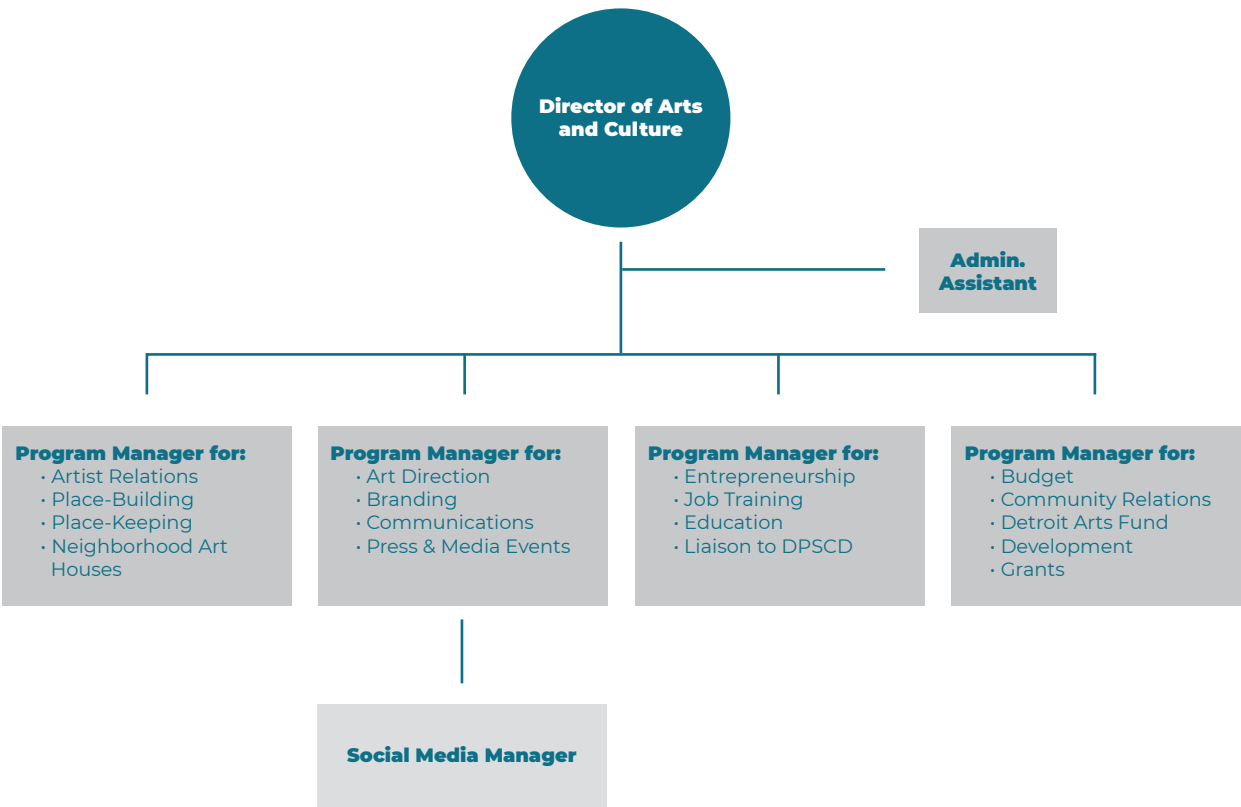 Director of Arts
and Culture
Admin.
Assistant
Program Manager for:
· Artist Relations
· Place-Building
· Place-Keeping
· Neighborhood Art
Houses
Program Manager for:
· Art Direction
· Branding
· Communications
· Press & Media Events
Program Manager for:
· Entrepreneurship
· Job Training
· Education
· Liaison to DPSCD
Program Manager for:
· Budget
· Community Relations
· Detroit Arts Fund
· Development
· Grants
Social Media Manager